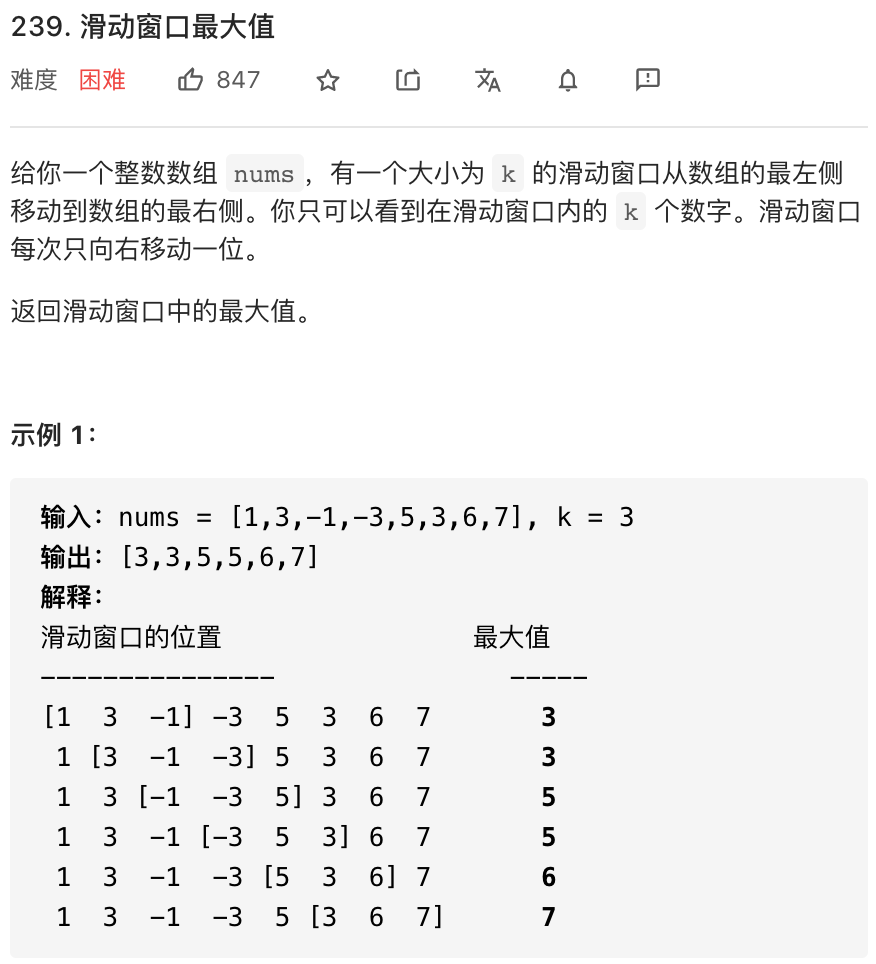 239. 滑动窗口最大值
难度 困难 847
给你一个整数数组 nums，有一个大小为 k 的滑动窗口从数组的最左侧
移动到数组的最右侧。你只可以看到在滑动窗口内的 k 个数字。滑动窗口
每次只向右移动一位。
返回滑动窗口中的最大值。
示例 1：
输入：nums = [1,3,-1,-3,5,3,6,7], k = 3
输出：[3,3,5,5,6,7]
解释：
滑动窗口的位置                最大值
---------------               -----
[1  3  -1] -3  5  3  6  7       3
 1 [3  -1  -3] 5  3  6  7       3
 1  3 [-1  -3  5] 3  6  7       5
 1  3  -1 [-3  5  3] 6  7       5
 1  3  -1  -3 [5  3  6] 7       6
 1  3  -1  -3  5 [3  6  7]      7